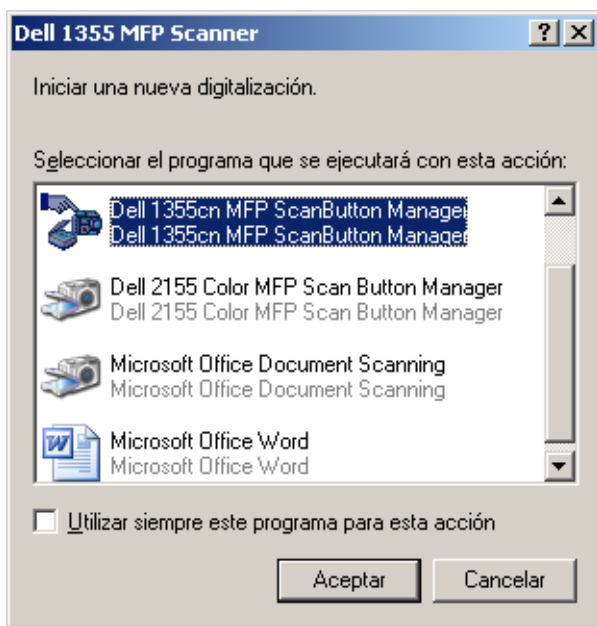 Dell 1355 MFP Scanner
Iniciar una nueva digitalización.
Seleccionar el programa que se ejecutará con esta acción:
Dell 1355cn MFP ScanButton Manager
Dell 1355cn MFP ScanButton Manager
Dell 2155 Color MFP Scan Button Manager
Dell 2155 Color MFP Scan Button Manager
Microsoft Office Document Scanning
Microsoft Office Document Scanning
Microsoft Office Word
Microsoft Office Word
Utilizar siempre este programa para esta acción
Aceptar
Cancelar